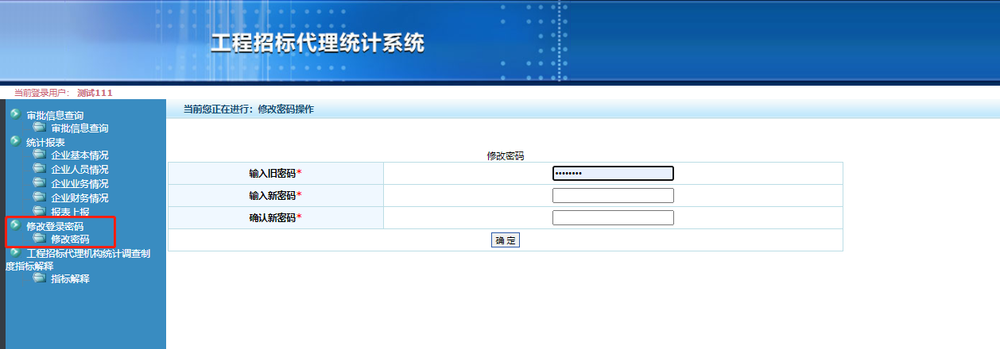 工程招标代理统计系统
当前登录用户： 测试111
审批信息查询
审批信息查询
统计报表
企业基本情况
企业人员情况
企业业务情况
企业财务情况
报表上报
修改登录密码
修改密码
工程招标代理机构统计调查制
度指标解释
指标解释
当前您正在进行：修改密码操作
修改密码
输入旧密码*
输入新密码*
确认新密码*
确 定